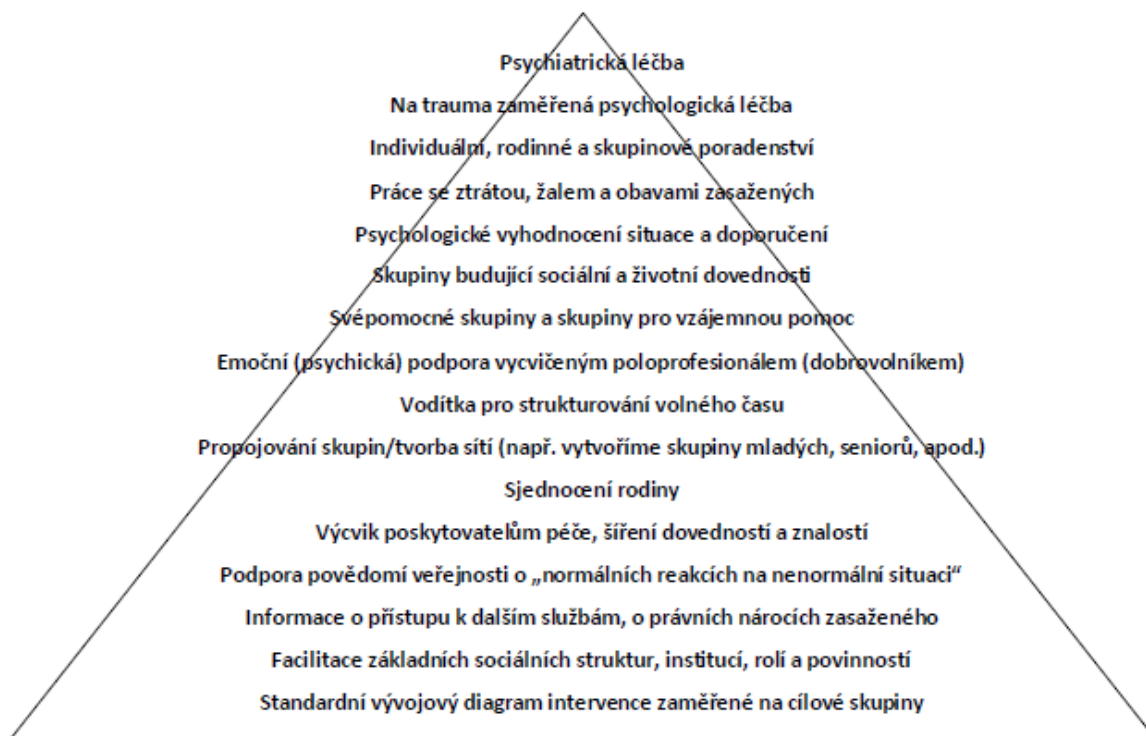 Psychiatrická léčba
Na trauma zaměřená psychologická léčba
Individuální, rodinné a skupinové poradenství
Práce se ztrátou, žalem a obavami zasažených
Psychologické vyhodnocení situace a doporučení
Skupiny budující sociální a životní dovednosti
Svépomocné skupiny a skupiny pro vzájemnou pomoc
Emoční (psychická) podpora vycvičeným poloprofesionálem (dobrovolníkem)
Vodítka pro strukturování volného času
Propojování skupin/tvorba sítí (např. vytvoříme skupiny mladých, seniorů, apod.)
Sjednocení rodiny
Výcvik poskytovatelům péče, šíření dovedností a znalostí
Podpora povědomí veřejnosti o „normálních reakcích na nenormální situaci“
Informace o přístupu k dalším službám, o právních nárocích zasaženého
Facilitace základních sociálních struktur, institucí, rolí a povinností
Standardní vývojový diagram intervence zaměřené na cílové skupiny